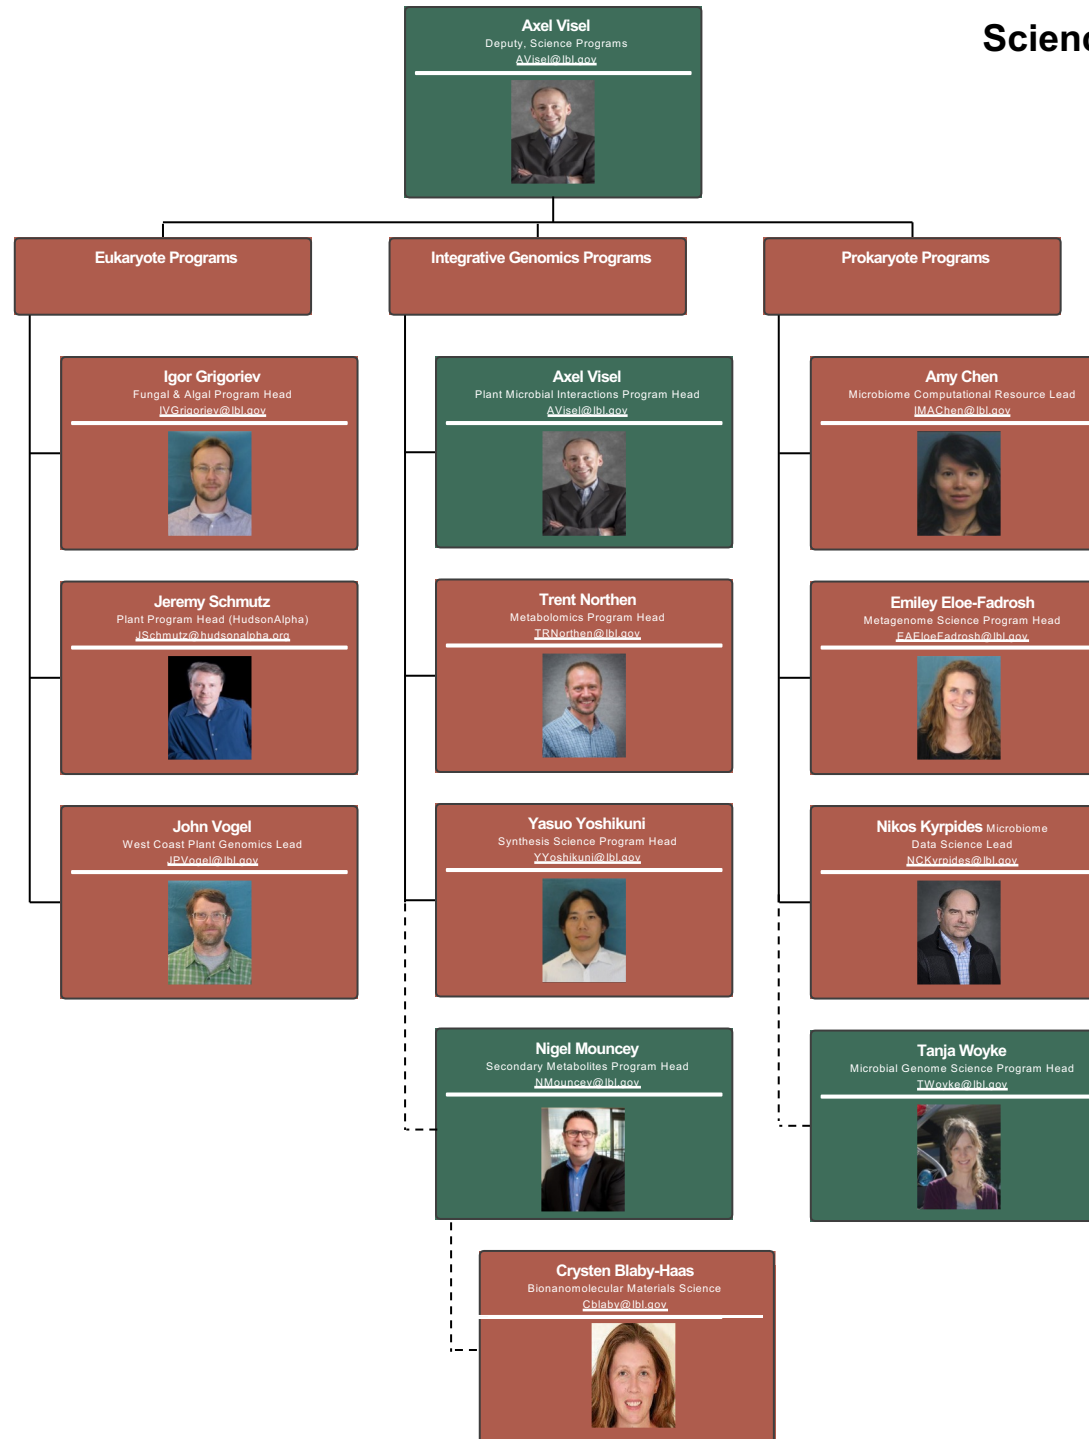 Axel Visel
Deputy, Science Programs
AVisel@lbl.gov
Scienc
Eukaryote Programs
Integrative Genomics Programs
Prokaryote Programs
Igor Grigoriev
Fungal & Algal Program Head
IVGrigoriev@lbl.gov
Axel Visel
Plant Microbial Interactions Program Head
AVisel@lbl.gov
Amy Chen
Microbiome Computational Resource Lead
IMAChen@lbl.gov
Jeremy Schmutz
Plant Program Head (HudsonAlpha)
JSchmutz@hudsonalpha.org
Trent Northen
Metabolomics Program Head
TRNorthen@lbl.gov
Emiley Eloe-Fadrosh
Metagenome Science Program Head
EAEloeFadrosh@lbl.gov
John Vogel
West Coast Plant Genomics Lead
JPVogel@lbl.gov
Yasuo Yoshikuni
Synthesis Science Program Head
YYoshikuni@lbl.gov
Nikos Kyrpides Microbiome
Data Science Lead
NCKyrpides@lbl.gov
Nigel Mouncey
Secondary Metabolites Program Head
NMouncey@lbl.gov
Tanja Woyke
Microbial Genome Science Program Head
TWoyke@lbl.gov
Crysten Blaby-Haas
Bionanomolecular Materials Science
Cblaby@lbl.gov